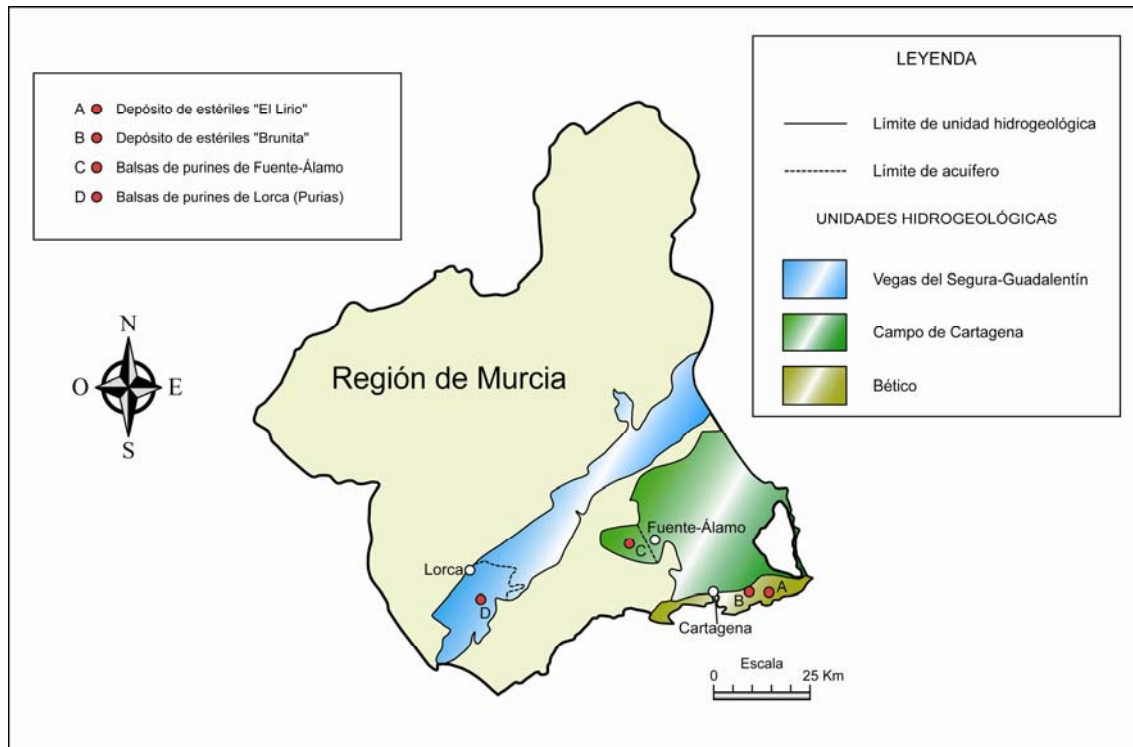 A Depósito de estériles "El Lirio"
B Depósito de estériles "Brunita"
C Balsas de purines de Fuente-Álamo
D Balsas de purines de Lorca (Purias)
LEYENDA
Límite de unidad hidrogeológica
Límite de acuífero
UNIDADES HIDROGEOLÓGICAS
Vegas del Segura-Guadalentín
Campo de Cartagena
Bético
N
O E
S
Región de Murcia
Fuente-Álamo
C
Lorca
D
B A
Cartagena
Escala
0 25 Km